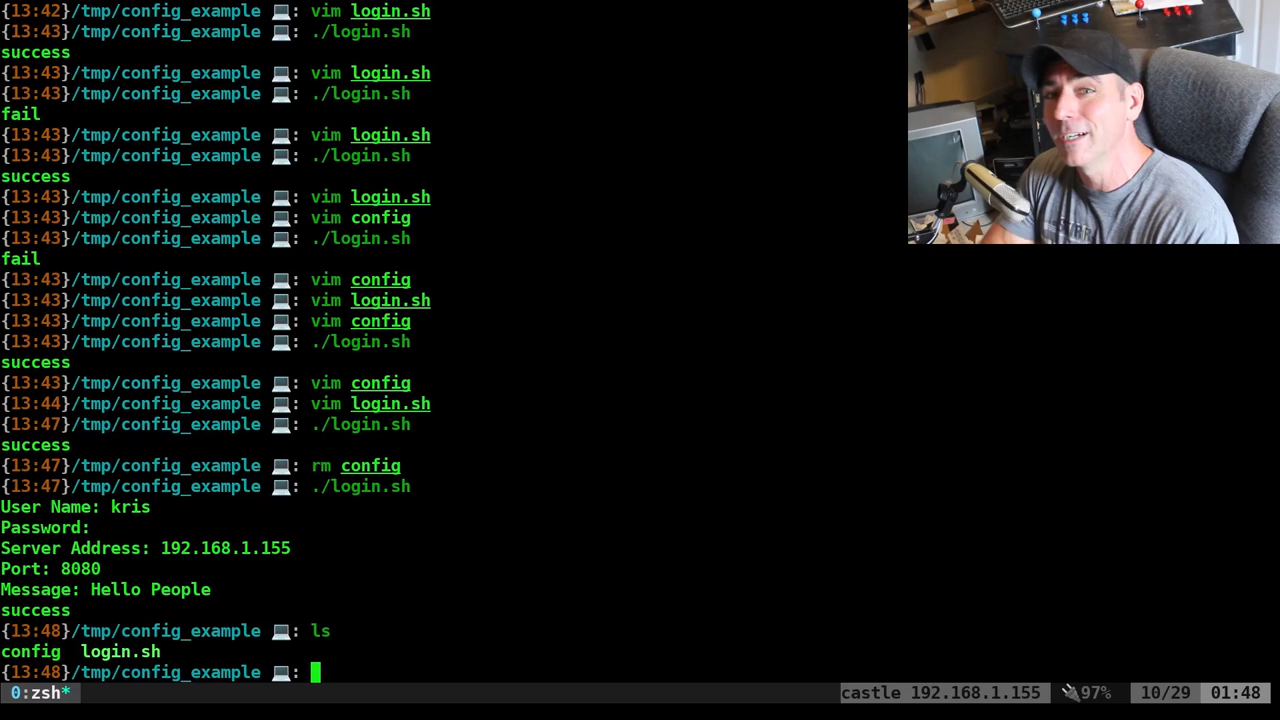 {13:42}/tmp/config_example 💻: vim login.sh
{13:43}/tmp/config_example 💻: ./login.sh
success
{13:43}/tmp/config_example 💻: vim login.sh
{13:43}/tmp/config_example 💻: ./login.sh
fail
{13:43}/tmp/config_example 💻: vim login.sh
{13:43}/tmp/config_example 💻: ./login.sh
success
{13:43}/tmp/config_example 💻: vim login.sh
{13:43}/tmp/config_example 💻: vim config
{13:43}/tmp/config_example 💻: ./login.sh
fail
{13:43}/tmp/config_example 💻: vim config
{13:43}/tmp/config_example 💻: vim login.sh
{13:43}/tmp/config_example 💻: vim config
{13:43}/tmp/config_example 💻: ./login.sh
success
{13:43}/tmp/config_example 💻: vim config
{13:44}/tmp/config_example 💻: vim login.sh
{13:47}/tmp/config_example 💻: ./login.sh
success
{13:47}/tmp/config_example 💻: rm config
{13:47}/tmp/config_example 💻: ./login.sh
User Name: kris
Password:
Server Address: 192.168.1.155
Port: 8080
Message: Hello People
success
{13:48}/tmp/config_example 💻: ls
config  login.sh
{13:48}/tmp/config_example 💻:
0:zsh* castle 192.168.1.155 🔌97% 10/29 01:48